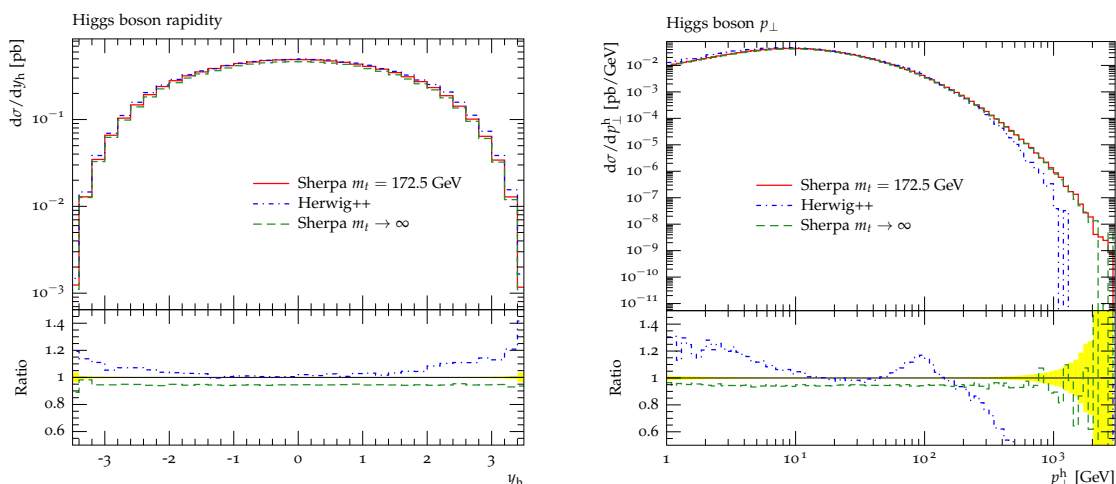 Higgs boson rapidity
dσ/dyh [pb]
10⁻¹
10⁻²
10⁻³
Sherpa mt = 172.5 GeV
Herwig++
Sherpa mt → ∞
Ratio
1.4
1.2
1
0.8
0.6
-3 -2 -1 0 1 2 3
yh
Higgs boson p⊥
dσ/dp⊥ʰ [pb/GeV]
10⁻²
10⁻³
10⁻⁴
10⁻⁵
10⁻⁶
10⁻⁷
10⁻⁸
10⁻⁹
10⁻¹⁰
10⁻¹¹
Sherpa mt = 172.5 GeV
Herwig++
Sherpa mt → ∞
Ratio
1.4
1.2
1
0.8
0.6
1 10¹ 10² 10³
p⊥ʰ [GeV]